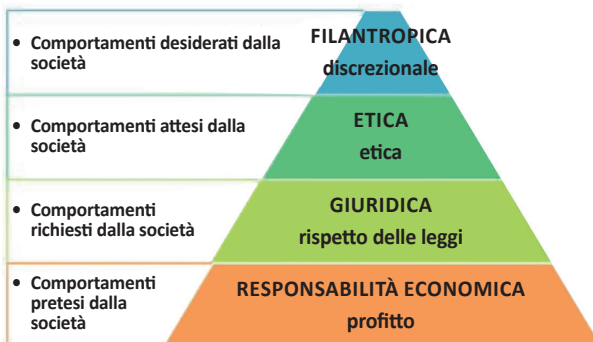 • Comportamenti desiderati dalla
società
FILANTROPICA
discrezionale
• Comportamenti attesi dalla
società
ETICA
etica
• Comportamenti
richiesti dalla società
GIURIDICA
rispetto delle leggi
• Comportamenti
pretesi dalla
società
RESPONSABILITÀ ECONOMICA
profitto